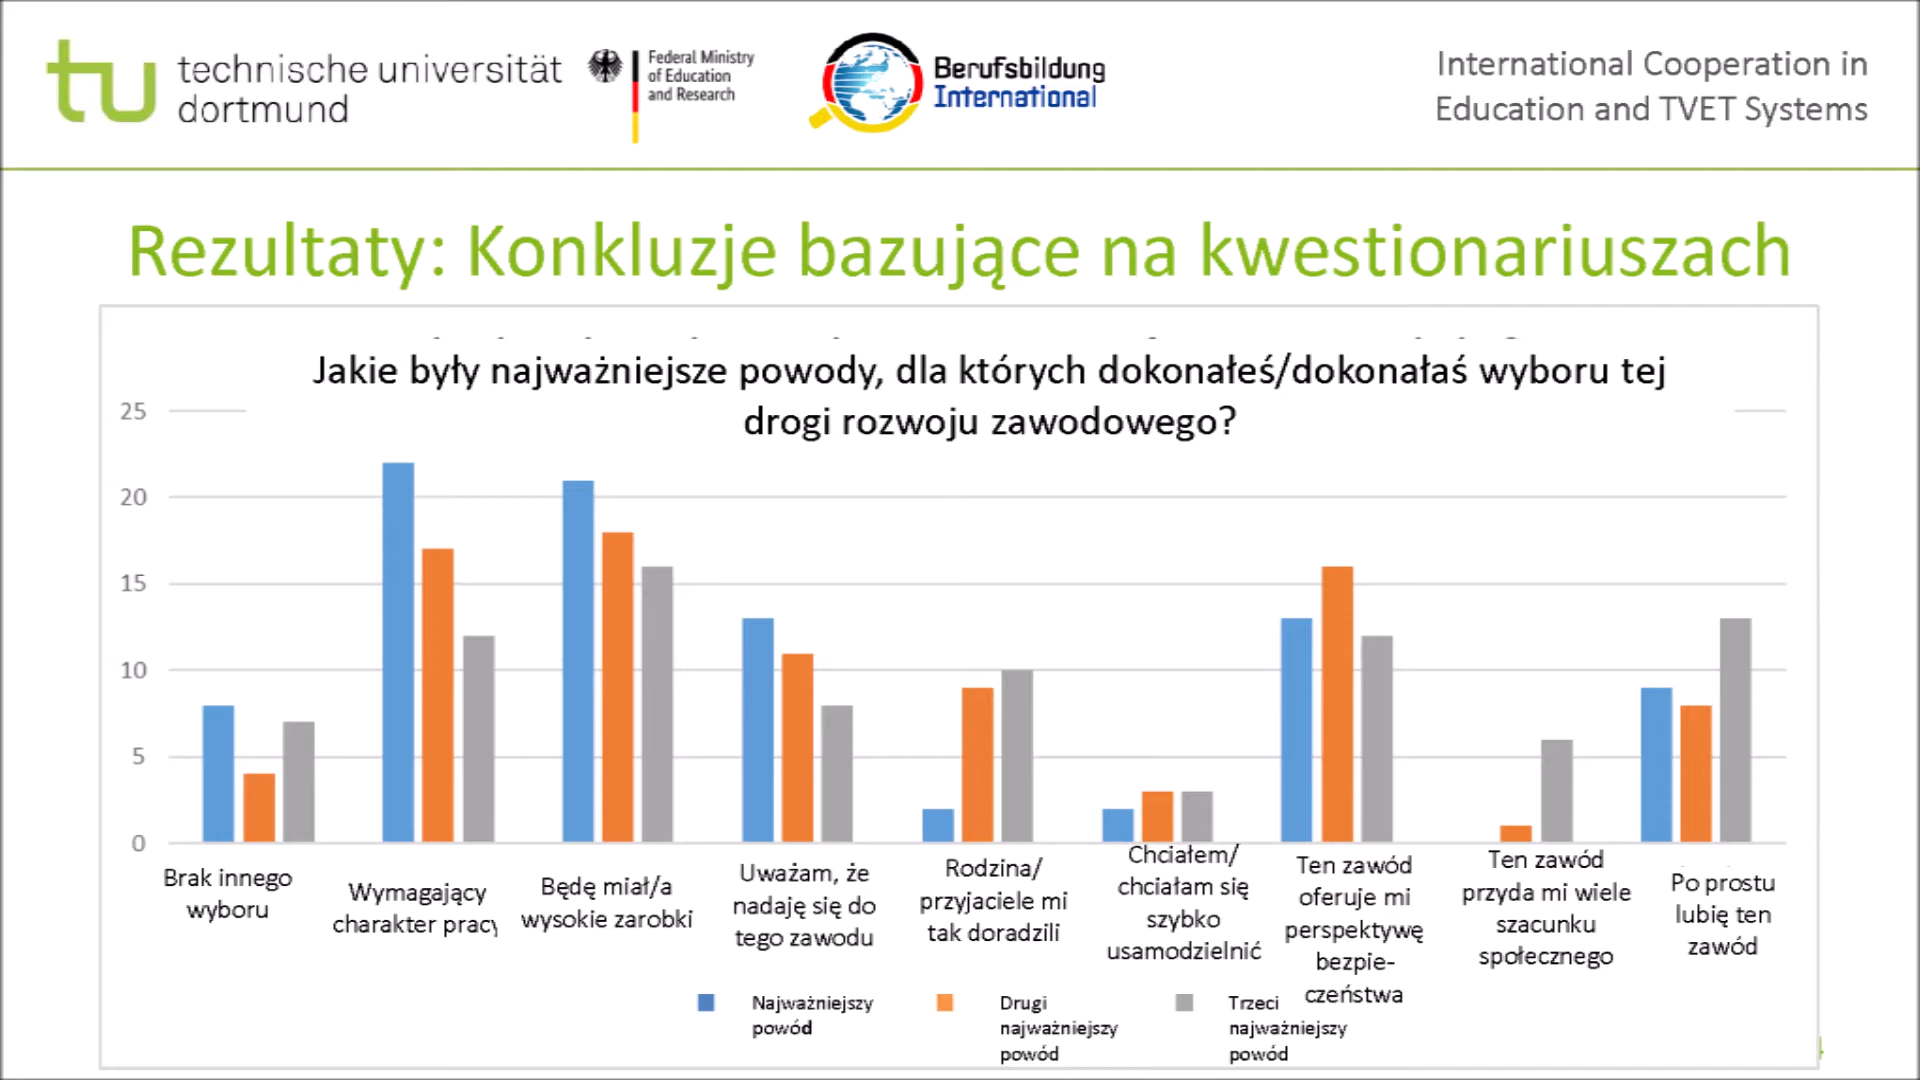 tu technische universität
dortmund
Federal Ministry
of Education
and Research
Berufsbildung
International
International Cooperation in
Education and TVET Systems
Rezultaty: Konkluzje bazujące na kwestionariuszach
Jakie były najważniejsze powody, dla których dokonałeś/dokonałaś wyboru tej
drogi rozwoju zawodowego?
25
20
15
10
5
0
Brak innego
wyboru
Wymagający
charakter pracy
Będę miał/a
wysokie zarobki
Uważam, że
nadaję się do
tego zawodu
Rodzina/
przyjaciele mi
tak doradzili
Chciałem/
chciałam się
szybko
usamodzielnić
Ten zawód
oferuje mi
perspektywę
bezpie-
czeństwa
Ten zawód
przyda mi wiele
szacunku
społecznego
Po prostu
lubię ten
zawód
Najważniejszy
powód
Drugi
najważniejszy
powód
Trzeci
najważniejszy
powód